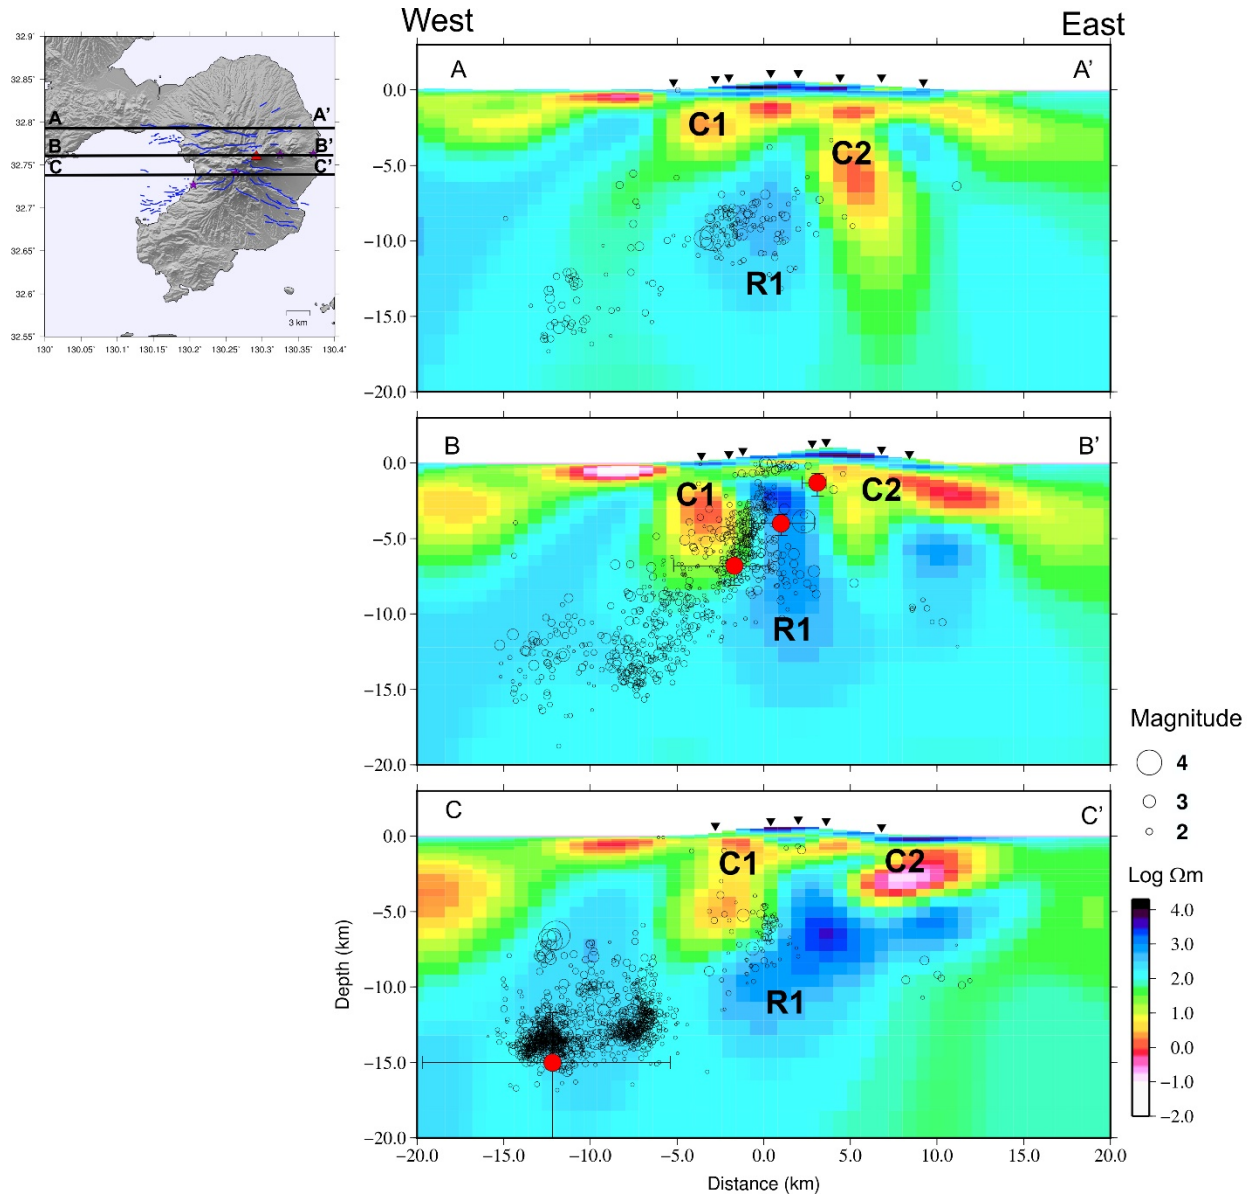 West
East
32.9˚
32.85˚
32.8˚
32.75˚
32.7˚
32.65˚
32.6˚
32.55˚
A
A'
B
B'
C
C'
3 km
130˚
130.05˚
130.1˚
130.15˚
130.2˚
130.25˚
130.3˚
130.35˚
130.4˚
A
A'
0.0
−5.0
−10.0
−15.0
−20.0
C1
C2
R1
B
B'
0.0
−5.0
−10.0
−15.0
−20.0
C1
C2
R1
C
C'
0.0
−5.0
−10.0
−15.0
−20.0
C1
C2
R1
Depth (km)
−20.0 −15.0 −10.0 −5.0 0.0 5.0 10.0 15.0 20.0
Distance (km)
Magnitude
4
3
2
Log Ωm
4.0
3.0
2.0
1.0
0.0
−1.0
−2.0